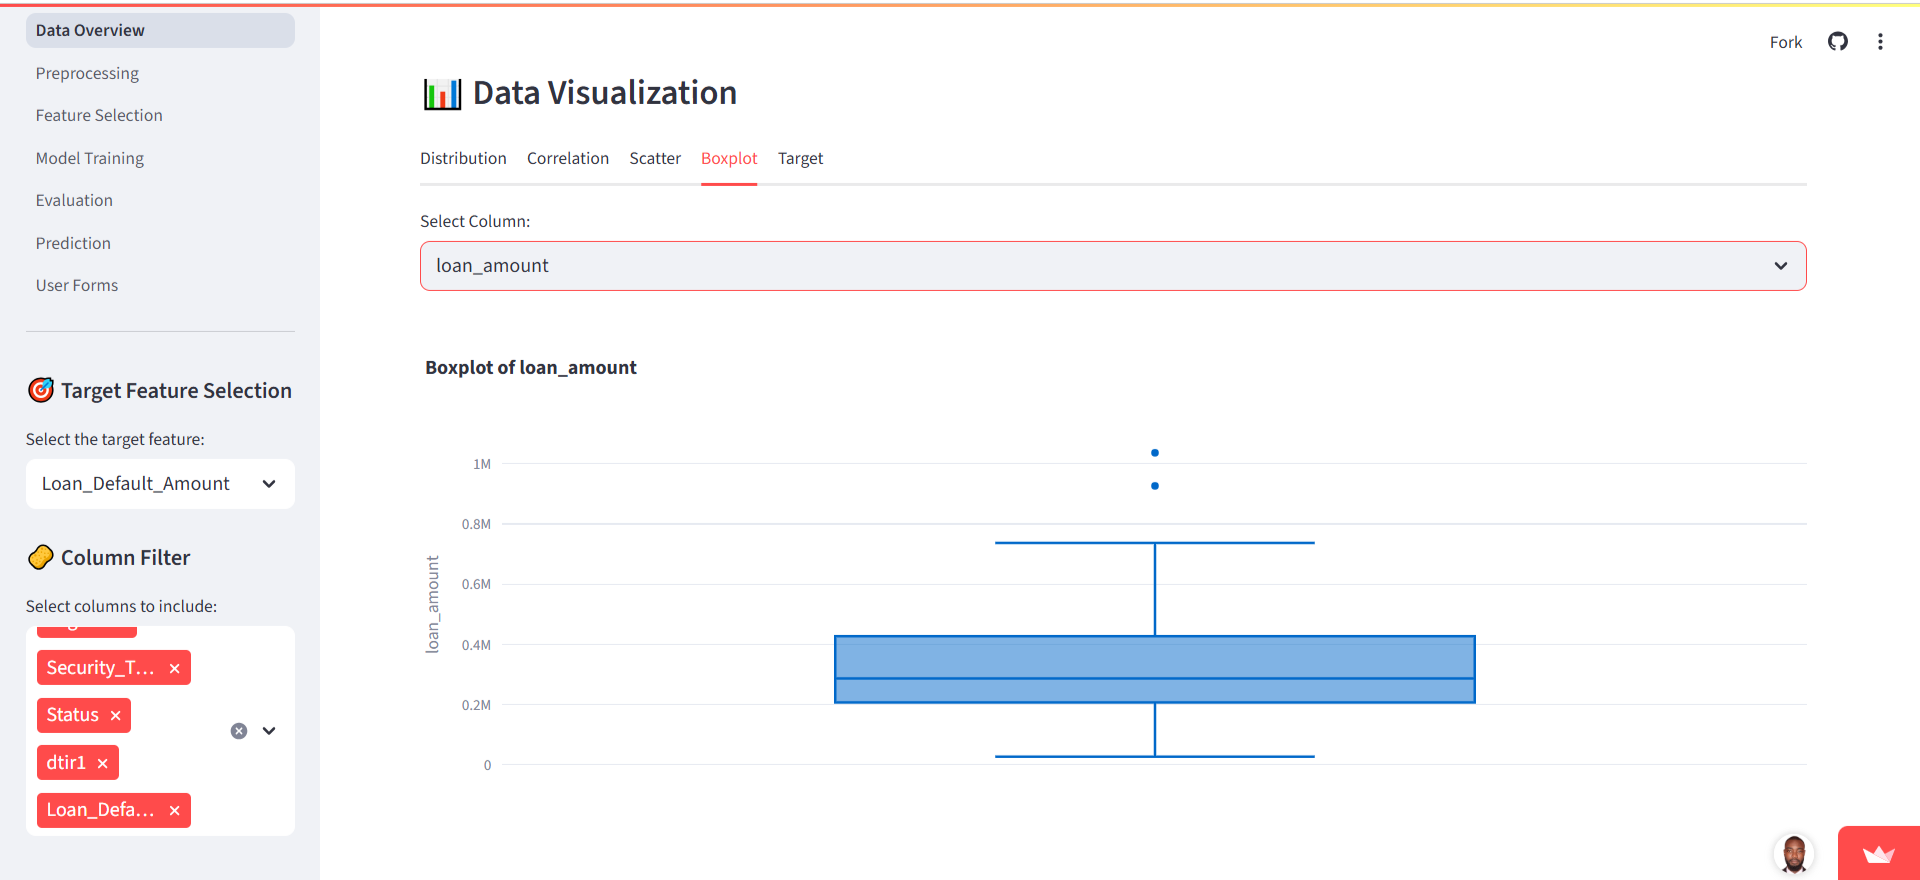 Data Overview
Preprocessing
Feature Selection
Model Training
Evaluation
Prediction
User Forms
Target Feature Selection
Select the target feature:
Loan_Default_Amount
Column Filter
Select columns to include:
Security_T...
Status
dtir1
Loan_Defa...
Fork
Data Visualization
Distribution Correlation Scatter Boxplot Target
Select Column:
loan_amount
Boxplot of loan_amount
loan_amount
1M
0.8M
0.6M
0.4M
0.2M
0